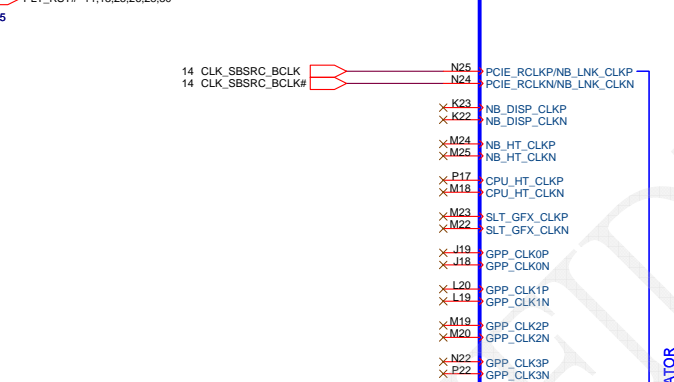 5
14 CLK_SBSRC_BCLK N25 PCIE_RCLKP/NB_LNK_CLKP
14 CLK_SBSRC_BCLK# N24 PCIE_RCLKN/NB_LNK_CLKN
K23 NB_DISP_CLKP
K22 NB_DISP_CLKN
M24 NB_HT_CLKP
M25 NB_HT_CLKN
P17 CPU_HT_CLKP
M18 CPU_HT_CLKN
M23 SLT_GFX_CLKP
M22 SLT_GFX_CLKN
J19 GPP_CLK0P
J18 GPP_CLK0N
L20 GPP_CLK1P
L19 GPP_CLK1N
M19 GPP_CLK2P
M20 GPP_CLK2N
N22 GPP_CLK3P
P22 GPP_CLK3N
ATOR